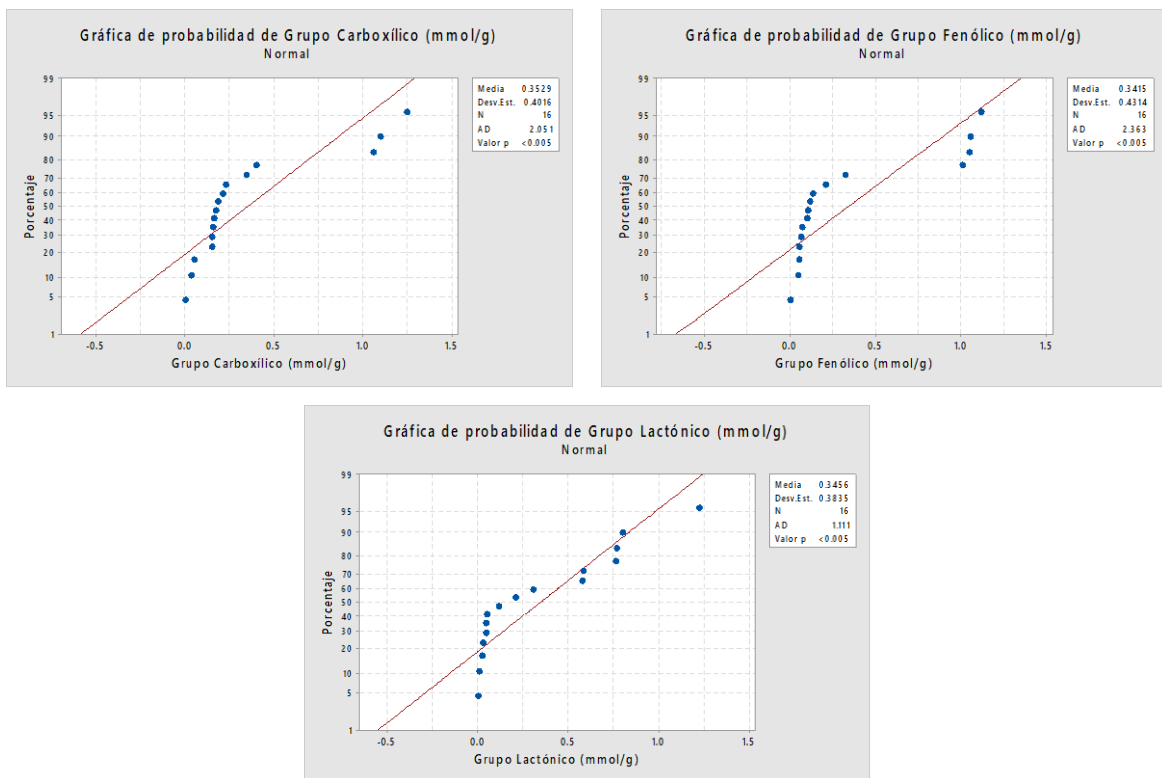 Gráfica de probabilidad de Grupo Carboxílico (mmol/g)
Normal
99
95
90
80
70
60
50
40
30
20
10
5
1
Porcentaje
-0.5
0.0
0.5
1.0
1.5
Grupo Carboxílico (mmol/g)
Media 0.3529
Desv.Est. 0.4016
N 16
AD 2.051
Valor p <0.005
Gráfica de probabilidad de Grupo Fenólico (mmol/g)
Normal
99
95
90
80
70
60
50
40
30
20
10
5
1
Porcentaje
-0.5
0.0
0.5
1.0
1.5
Grupo Fenólico (mmol/g)
Media 0.3415
Desv.Est. 0.4314
N 16
AD 2.363
Valor p <0.005
Gráfica de probabilidad de Grupo Lactónico (mmol/g)
Normal
99
95
90
80
70
60
50
40
30
20
10
5
1
Porcentaje
-0.5
0.0
0.5
1.0
1.5
Grupo Lactónico (mmol/g)
Media 0.3456
Desv.Est. 0.3835
N 16
AD 1.111
Valor p <0.005